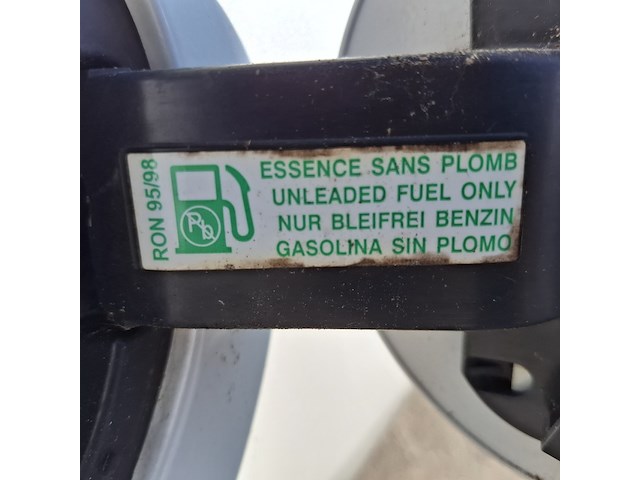 RON 95/98
ESSENCE SANS PLOMB
UNLEADED FUEL ONLY
NUR BLEIFREI BENZIN
GASOLINA SIN PLOMO